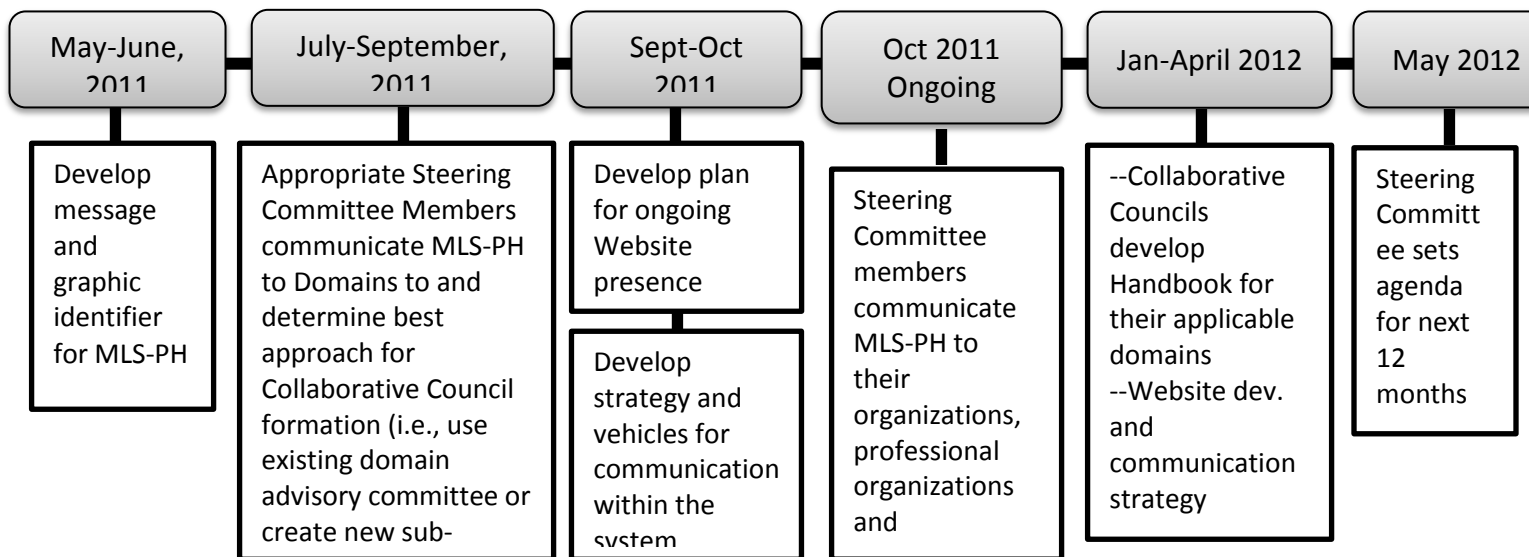 May-June,
2011
July-September,
2011
Sept-Oct
2011
Oct 2011
Ongoing
Jan-April 2012
May 2012
Develop
message
and
graphic
identifier
for MLS-PH
Appropriate Steering
Committee Members
communicate MLS-PH
to Domains to and
determine best
approach for
Collaborative Council
formation (i.e., use
existing domain
advisory committee or
create new sub-
Develop plan
for ongoing
Website
presence
Develop
strategy and
vehicles for
communication
within the
system
Steering
Committee
members
communicate
MLS-PH to
their
organizations,
professional
organizations
and
--Collaborative
Councils
develop
Handbook for
their applicable
domains
--Website dev.
and
communication
strategy
Steering
Committ
ee sets
agenda
for next
12
months